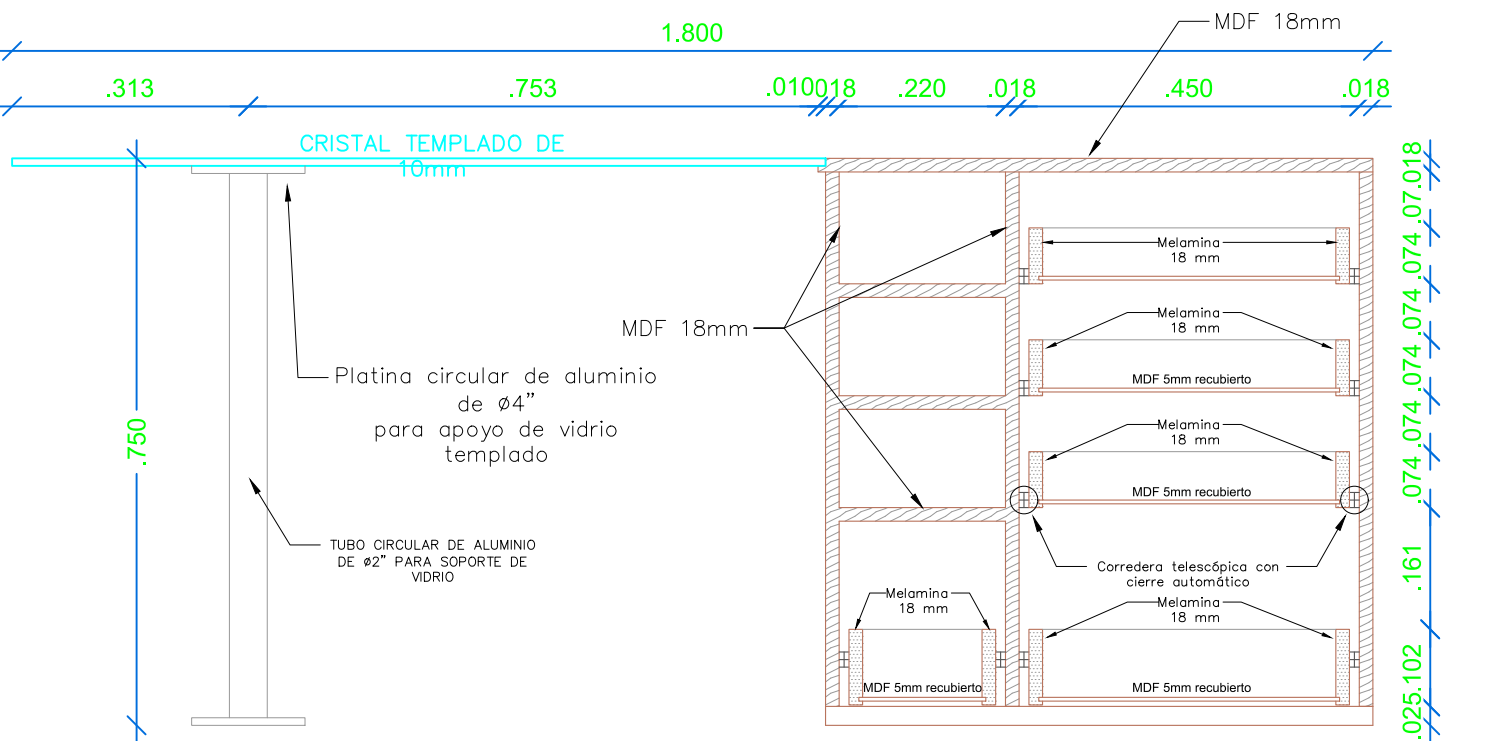 1.800
MDF 18mm
.313
.753
.010
.018
.220
.018
.450
.018
CRISTAL TEMPLADO DE
10mm
.018
.07
.074
.074
.074
.074
.074
.074
.161
.102
.025
.750
Melamina
18 mm
MDF 18mm
Melamina
18 mm
MDF 5mm recubierto
Platina circular de aluminio
de ø4”
para apoyo de vidrio
templado
Melamina
18 mm
MDF 5mm recubierto
TUBO CIRCULAR DE ALUMINIO
DE ø2” PARA SOPORTE DE
VIDRIO
Corredera telescópica con
cierre automático
Melamina
18 mm
Melamina
18 mm
MDF 5mm recubierto
MDF 5mm recubierto